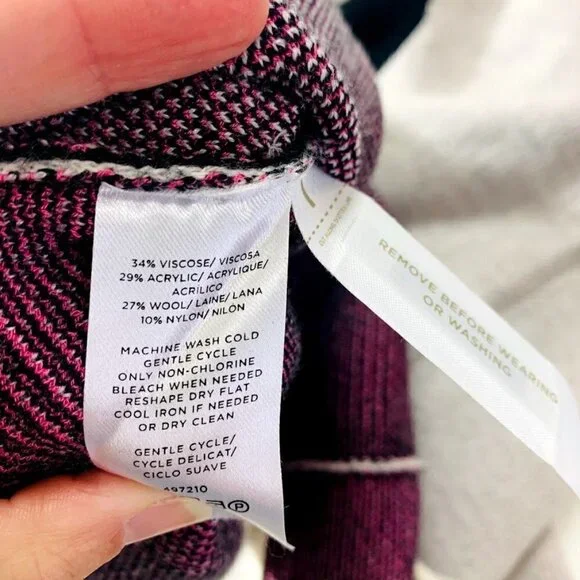 34% VISCOSE/ VISCOSA
29% ACRYLIC/ ACRYLIQUE/
ACRILICO
27% WOOL/ LAINE/ LANA
10% NYLON/ NILÓN
MACHINE WASH COLD
GENTLE CYCLE
ONLY NON-CHLORINE
BLEACH WHEN NEEDED
RESHAPE DRY FLAT
COOL IRON IF NEEDED
OR DRY CLEAN
GENTLE CYCLE/
CYCLE DELICAT/
CICLO SUAVE
497210
P
REMOVE BEFORE WEARING
OR WASHING